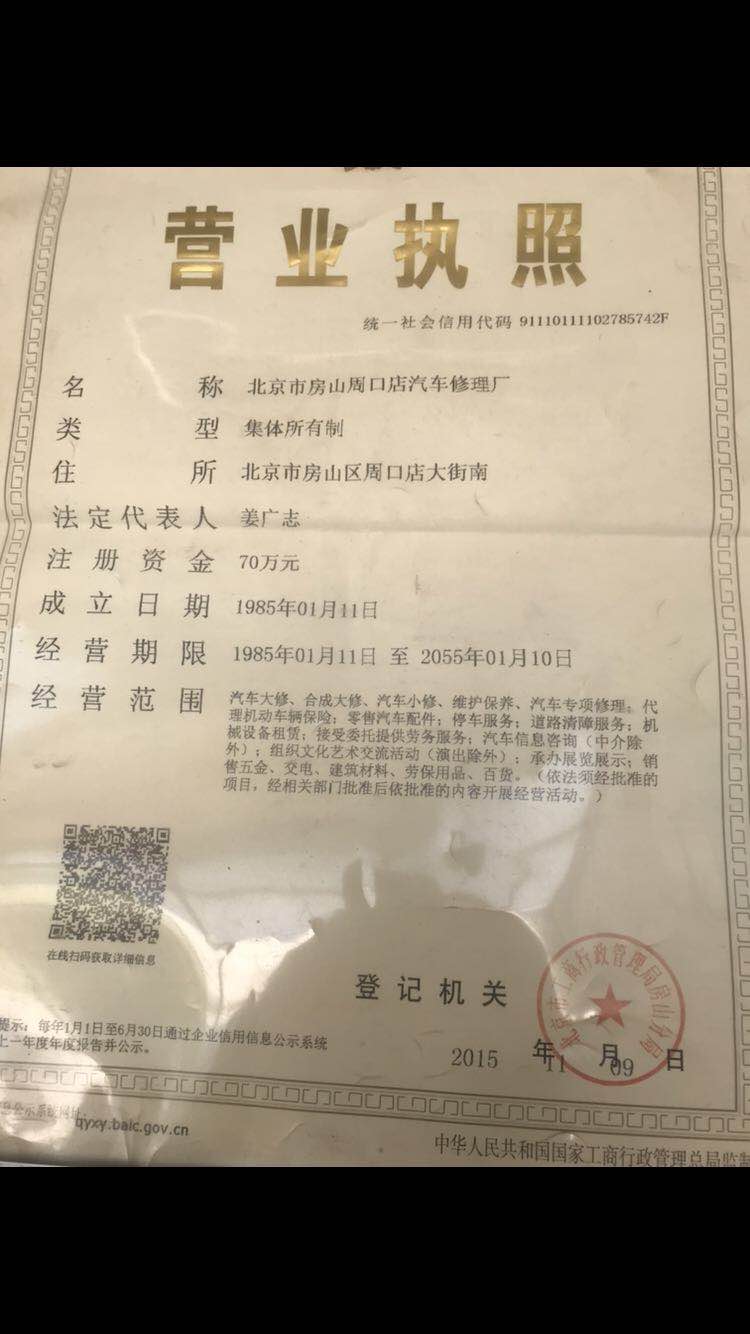 营业执照
统一社会信用代码 91110111102785742F
名称 北京市房山周口店汽车修理厂
类型 集体所有制
住所 北京市房山区周口店大街南
法定代表人 姜广志
注册资金 70万元
成立日期 1985年01月11日
经营期限 1985年01月11日 至 2055年01月10日
经营范围 汽车大修、合成大修、汽车小修、维护保养、汽车专项修理。代
理机动车辆保险；零售汽车配件；停车服务；道路清障服务；机
械设备租赁；接受委托提供劳务服务；汽车信息咨询（中介除
外）；组织文化艺术交流活动（演出除外）；承办展览展示；销
售五金、交电、建筑材料、劳保用品、百货。（依法须经批准的
项目，经相关部门批准后依批准的内容开展经营活动。）
在线扫码获取详细信息
登记机关
北京市工商行政管理局房山分局
提示：每年1月1日至6月30日通过企业信用信息公示系统
上一年度年度报告并公示。
2015年11月09日
息公示系统网址：
qyxy.baic.gov.cn
中华人民共和国国家工商行政管理总局监制